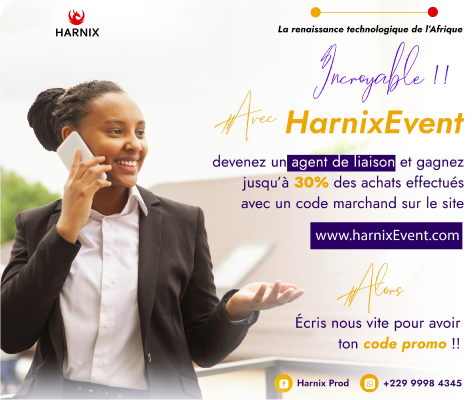 HARNIX
La renaissance technologique de l'Afrique
Incroyable !!
Avec HarnixEvent
devenez un agent de liaison et gagnez
jusqu'à 30% des achats effectués
avec un code marchand sur le site
www.harnixEvent.com
Alors
Écris nous vite pour avoir
ton code promo !!
Harnix Prod +229 9998 4345